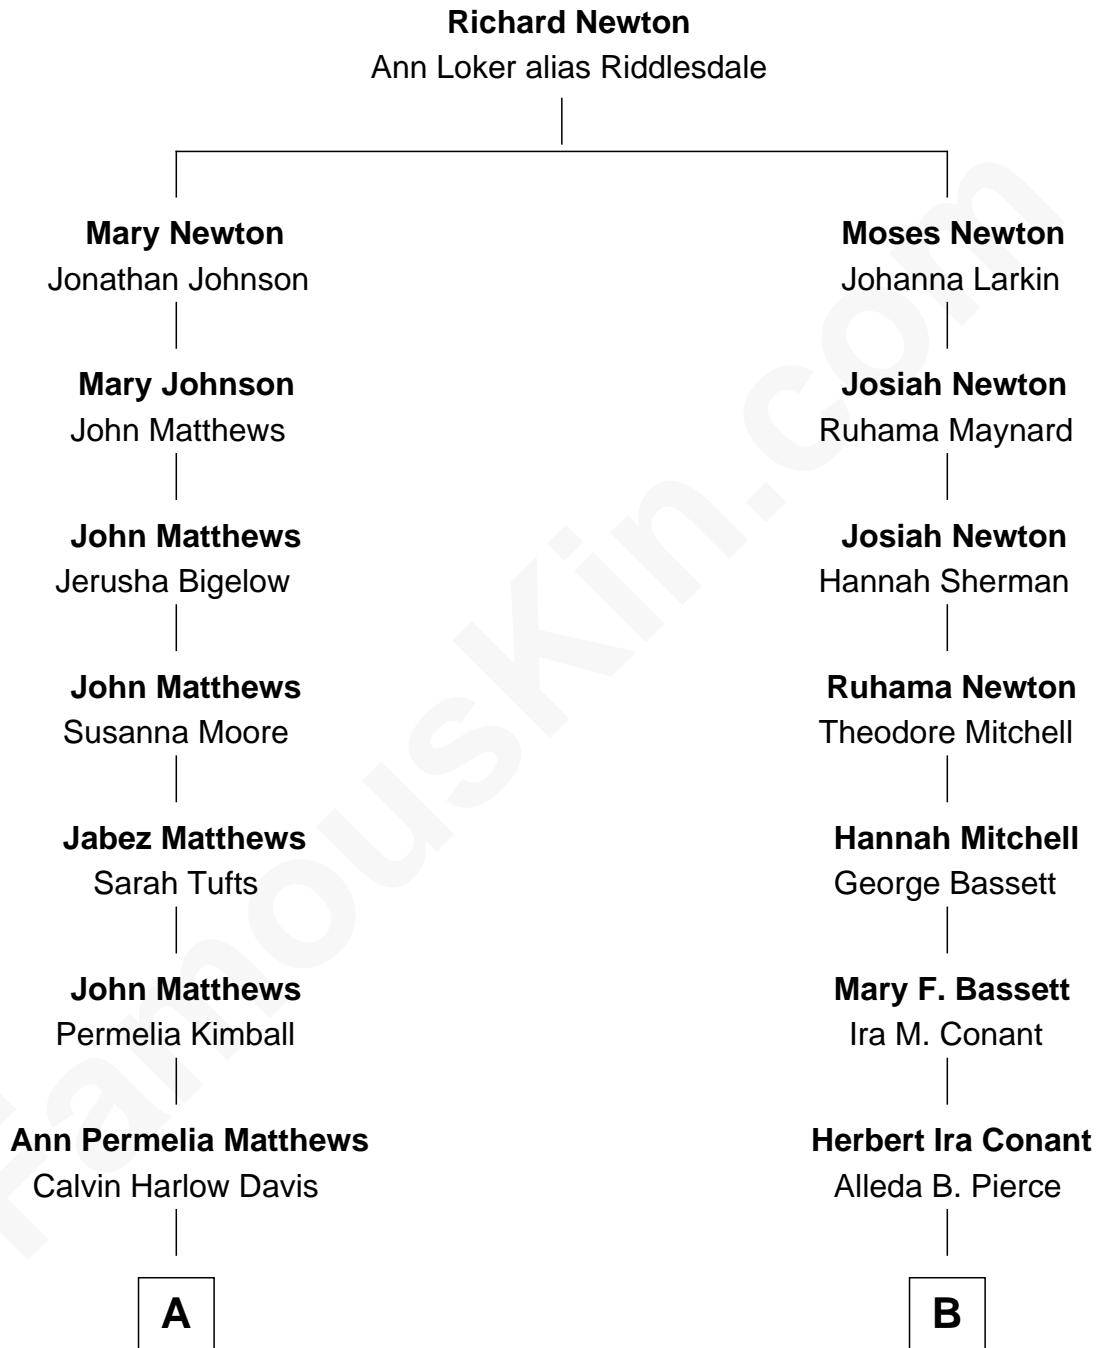 Richard Newton
Ann Loker alias Riddlesdale
Mary Newton
Jonathan Johnson
Moses Newton
Johanna Larkin
Mary Johnson
John Matthews
Josiah Newton
Ruhama Maynard
John Matthews
Jerusha Bigelow
Josiah Newton
Hannah Sherman
John Matthews
Susanna Moore
Ruhama Newton
Theodore Mitchell
Jabez Matthews
Sarah Tufts
Hannah Mitchell
George Bassett
John Matthews
Permelia Kimball
Mary F. Bassett
Ira M. Conant
Ann Permelia Matthews
Calvin Harlow Davis
Herbert Ira Conant
Alleda B. Pierce
A
B
FamousKin.com